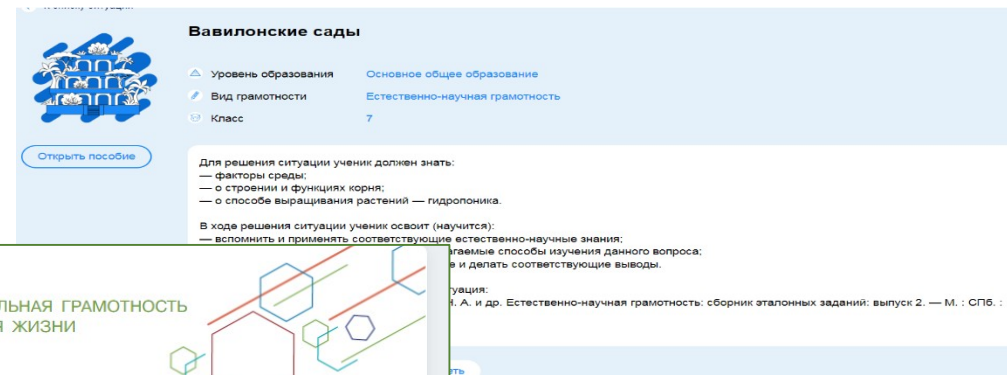 Вавилонские сады
Уровень образования Основное общее образование
Вид грамотности Естественно-научная грамотность
Класс 7
Открыть пособие
Для решения ситуации ученик должен знать:
— факторы среды;
— о строении и функциях корня;
— о способе выращивания растений — гидропоника.
В ходе решения ситуации ученик освоит (научится):
— вспомнить и применять соответствующие естественно-научные знания;
гаемые способы изучения данного вопроса;
е и делать соответствующие выводы.
уация:
А. и др. Естественно-научная грамотность: сборник эталонных заданий: выпуск 2. — М. : СПб. :
ЛЬНАЯ ГРАМОТНОСТЬ
Я ЖИЗНИ
еть